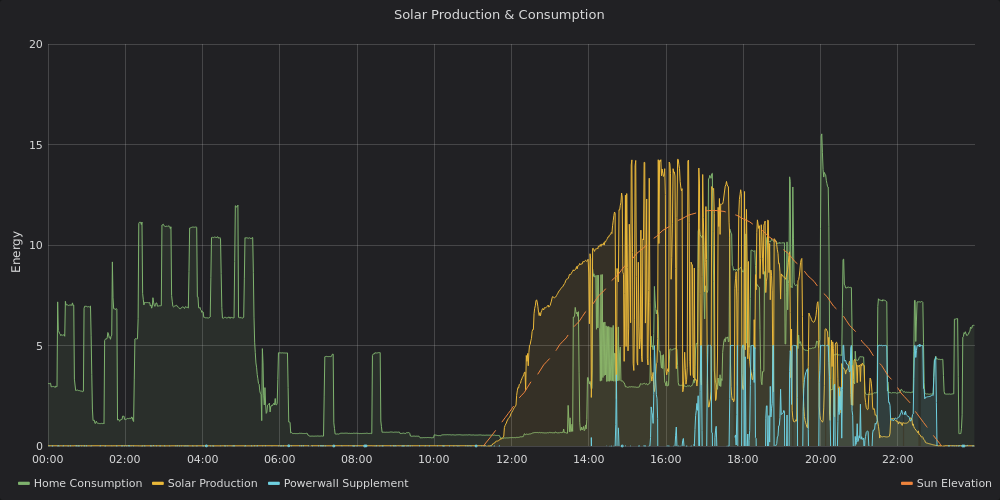 Solar Production & Consumption
Energy
20
15
10
5
0
00:00 02:00 04:00 06:00 08:00 10:00 12:00 14:00 16:00 18:00 20:00 22:00
Home Consumption Solar Production Powerwall Supplement Sun Elevation